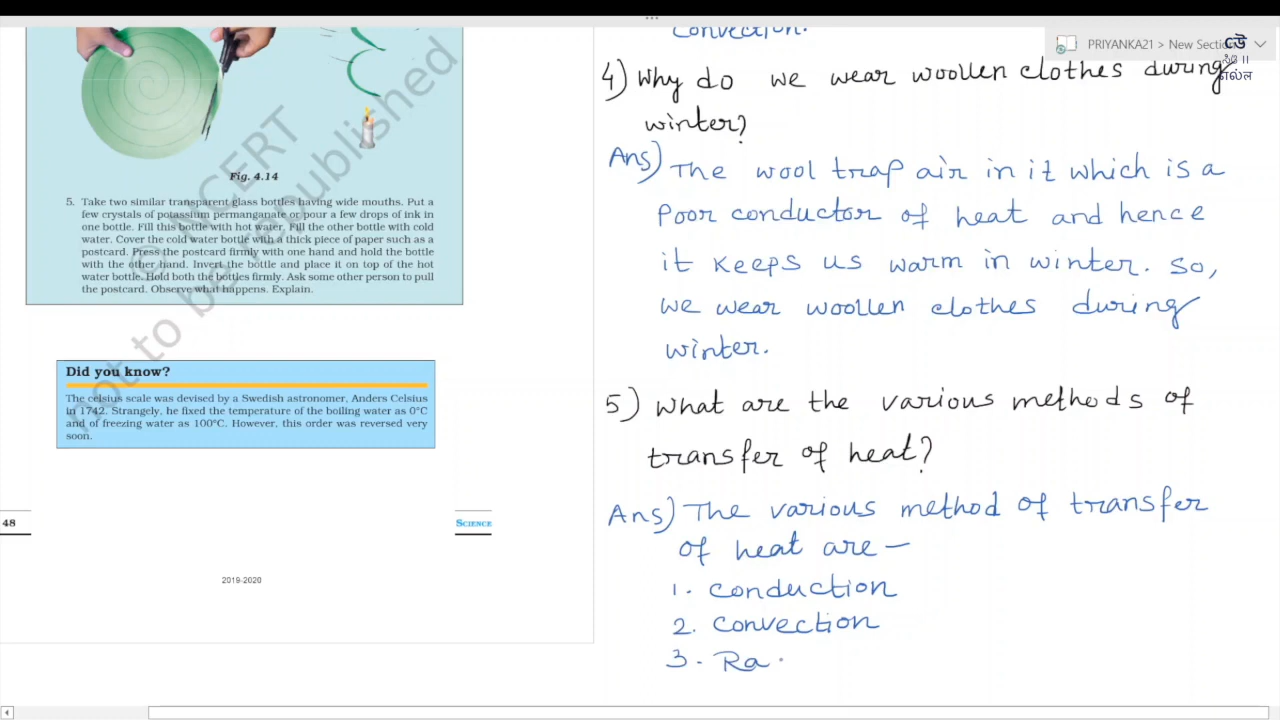 Fig. 4.14
5. Take two similar transparent glass bottles having wide mouths. Put a
few crystals of potassium permanganate or pour a few drops of ink in
one bottle. Fill this bottle with hot water. Fill the other bottle with cold
water. Cover the cold water bottle with a thick piece of paper such as a
postcard. Press the postcard firmly with one hand and hold the bottle
with the other hand. Invert the bottle and place it on top of the hot
water bottle. Hold both the bottles firmly. Ask some other person to pull
the postcard. Observe what happens. Explain.
Did you know?
The celsius scale was devised by a Swedish astronomer, Anders Celsius
in 1742. Strangely, he fixed the temperature of the boiling water as 0°C
and of freezing water as 100°C. However, this order was reversed very
soon.
48
SCIENCE
2019-2020
© NCERT
not to be republished
PRIYANKA21 > New Section
Convection.
4) Why do we wear woollen clothes during
winter?
Ans) The wool trap air in it which is a
poor conductor of heat and hence
it keeps us warm in winter. So,
we wear woollen clothes during
winter.
5) What are the various methods of
transfer of heat?
Ans) The various method of transfer
of heat are —
1. Conduction
2. Convection
3. Ra